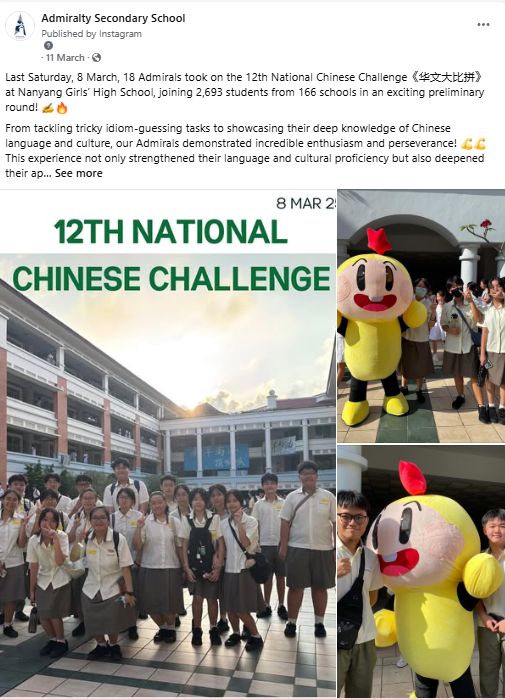 Admiralty Secondary School
Published by Instagram
· 11 March ·
Last Saturday, 8 March, 18 Admirals took on the 12th National Chinese Challenge《华文大比拼》
at Nanyang Girls' High School, joining 2,693 students from 166 schools in an exciting preliminary
round! ✍️🔥
From tackling tricky idiom-guessing tasks to showcasing their deep knowledge of Chinese
language and culture, our Admirals demonstrated incredible enthusiasm and perseverance! 💪💪
This experience not only strengthened their language and cultural proficiency but also deepened
their ap... See more
8 MAR 2
12TH NATIONAL
CHINESE CHALLENGE